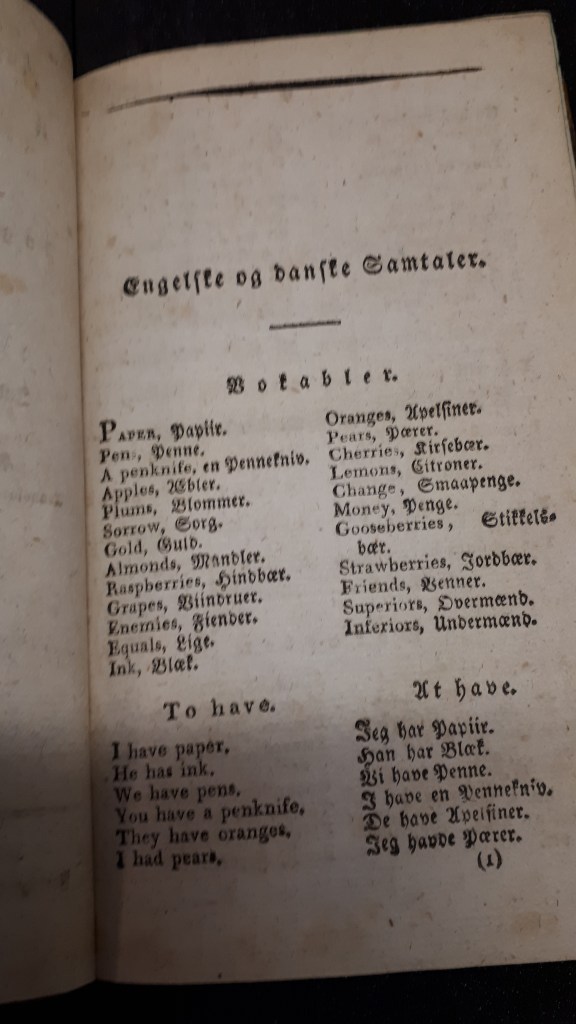 Engelske og danske Samtaler.
Vokabler.
PAPER, Papiir.
Pen, Penne.
A penknife, en Penneknivv.
Apples, Æbler.
Plums, Blommer.
Sorrow, Sorg.
Gold, Guld.
Almonds, Mandler.
Raspberries, Hindbær.
Grapes, Viindruer.
Enemies, Fiender.
Equals, Lige.
Ink, Blæk.
Oranges, Apelsiner.
Pears, Pærer.
Cherries, Kirsebær.
Lemons, Citroner.
Change, Smaapenge.
Money, Penge.
Gooseberries, Stikkels-
bær.
Strawberries, Jordbær.
Friends, Venner.
Superiors, Overmænd.
Inferiors, Undermænd.
To have.
I have paper.
He has ink.
We have pens.
You have a penknife.
They have oranges.
I had pears.
At have.
Jeg har Papiir.
Han har Blæk.
Vi have Penne.
I have en Pennekniv.
De have Apelsiner.
Jeg havde Pærer.
(1)